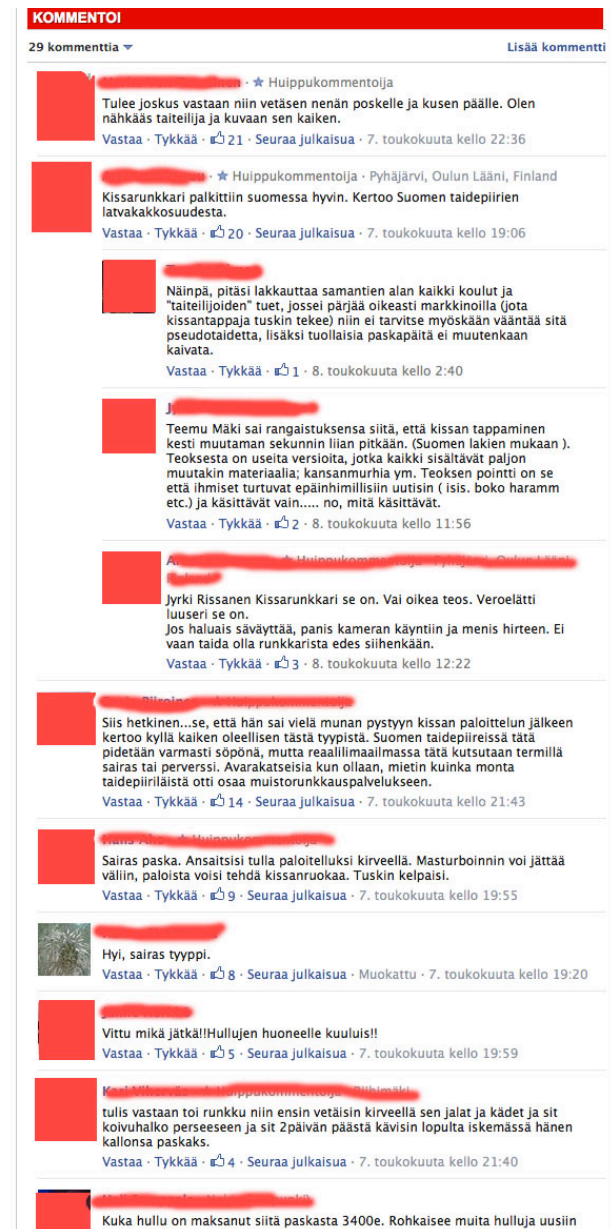 KOMMENTOI
29 kommenttia
Lisää kommentti
· ★ Huippukommentoija
Tulee joskus vastaan niin vetäsen nenän poskelle ja kusen päälle. Olen
nähkääs taiteilija ja kuvaan sen kaiken.
Vastaa · Tykkää · 21 · Seuraa julkaisua · 7. toukokuuta kello 22:36
· ★ Huippukommentoija · Pyhäjärvi, Oulun Lääni, Finland
Kissarunkkari palkittiin suomessa hyvin. Kertoo Suomen taidepiirien
latvakakkosuudesta.
Vastaa · Tykkää · 20 · Seuraa julkaisua · 7. toukokuuta kello 19:06
Näinpä, pitäsi lakkauttaa samantien alan kaikki koulut ja
"taiteilijoiden" tuet, jossei pärjää oikeasti markkinoilla (jota
kissantappaja tuskin tekee) niin ei tarvitse myöskään vääntää sitä
pseudotaidetta, lisäksi tuollaisia paskapäitä ei muutenkaan
kaivata.
Vastaa · Tykkää · 1 · 8. toukokuuta kello 2:40
Teemu Mäki sai rangaistuksensa siitä, että kissan tappaminen
kesti muutaman sekunnin liian pitkään. (Suomen lakien mukaan ).
Teoksesta on useita versioita, jotka kaikki sisältävät paljon
muutakin materiaalia; kansanmurhia ym. Teoksen pointti on se
että ihmiset turtuvat epäinhimillisiin uutisin ( isis. boko haramm
etc.) ja käsittävät vain..... no, mitä käsittävät.
Vastaa · Tykkää · 2 · 8. toukokuuta kello 11:56
Jyrki Rissanen Kissarunkkari se on. Vai oikea teos. Veroelätti
luuseri se on.
Jos haluais säväyttää, panis kameran käyntiin ja menis hirteen. Ei
vaan taida olla runkkarista edes siihenkään.
Vastaa · Tykkää · 3 · 8. toukokuuta kello 12:22
Siis hetkinen...se, että hän sai vielä munan pystyyn kissan paloittelun jälkeen
kertoo kyllä kaiken oleellisen tästä tyypistä. Suomen taidepiireissä tätä
pidetään varmasti söpönä, mutta reaalilimaailmassa tätä kutsutaan termillä
sairas tai perverssi. Avarakatseisia kun ollaan, mietin kuinka monta
taidepiiriläistä otti osaa muistorunkkauspalvelukseen.
Vastaa · Tykkää · 14 · Seuraa julkaisua · 7. toukokuuta kello 21:43
Sairas paska. Ansaitsisi tulla paloitelluksi kirveellä. Masturboinnin voi jättää
väliin, paloista voisi tehdä kissanruokaa. Tuskin kelpaisi.
Vastaa · Tykkää · 9 · Seuraa julkaisua · 7. toukokuuta kello 19:55
Hyi, sairas tyyppi.
Vastaa · Tykkää · 8 · Seuraa julkaisua · Muokattu · 7. toukokuuta kello 19:20
Vittu mikä jätkä!!Hullujen huoneelle kuuluis!!
Vastaa · Tykkää · 5 · Seuraa julkaisua · 7. toukokuuta kello 19:59
tulis vastaan toi runkku niin ensin vetäisin kirveellä sen jalat ja kädet ja sit
koivuhalko perseeseen ja sit 2päivän päästä kävisin lopulta iskemässä hänen
kallonsa paskaks.
Vastaa · Tykkää · 4 · Seuraa julkaisua · 7. toukokuuta kello 21:40
Kuka hullu on maksanut siitä paskasta 3400e. Rohkaisee muita hulluja uusiin